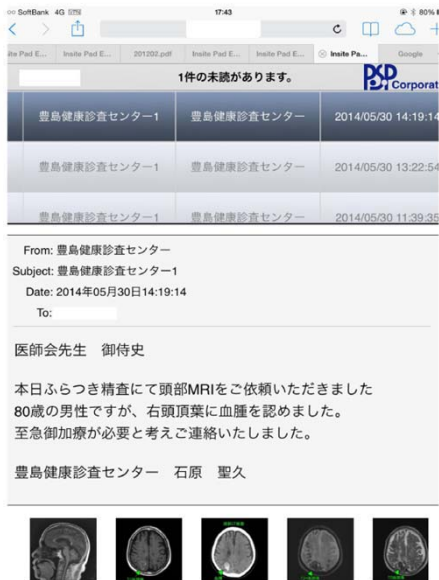 SoftBank 4G
17:43
80%
Insite Pad E...
201202.pdf
Insite Pad E...
Insite Pad E...
Insite Pa...
Google
1件の未読があります。
PSP
Corporat
豊島健康診査センター1
豊島健康診査センター
2014/05/30 14:19:14
豊島健康診査センター1
豊島健康診査センター
2014/05/30 13:22:54
豊島健康診査センター1
豊島健康診査センター
2014/05/30 11:39:35
From: 豊島健康診査センター
Subject: 豊島健康診査センター1
Date: 2014年05月30日14:19:14
To:
医師会先生 御侍史
本日ふらつき精査にて頭部MRIをご依頼いただきました
80歳の男性ですが、右頭頂葉に血腫を認めました。
至急御加療が必要と考えご連絡いたしました。
豊島健康診査センター 石原 聖久